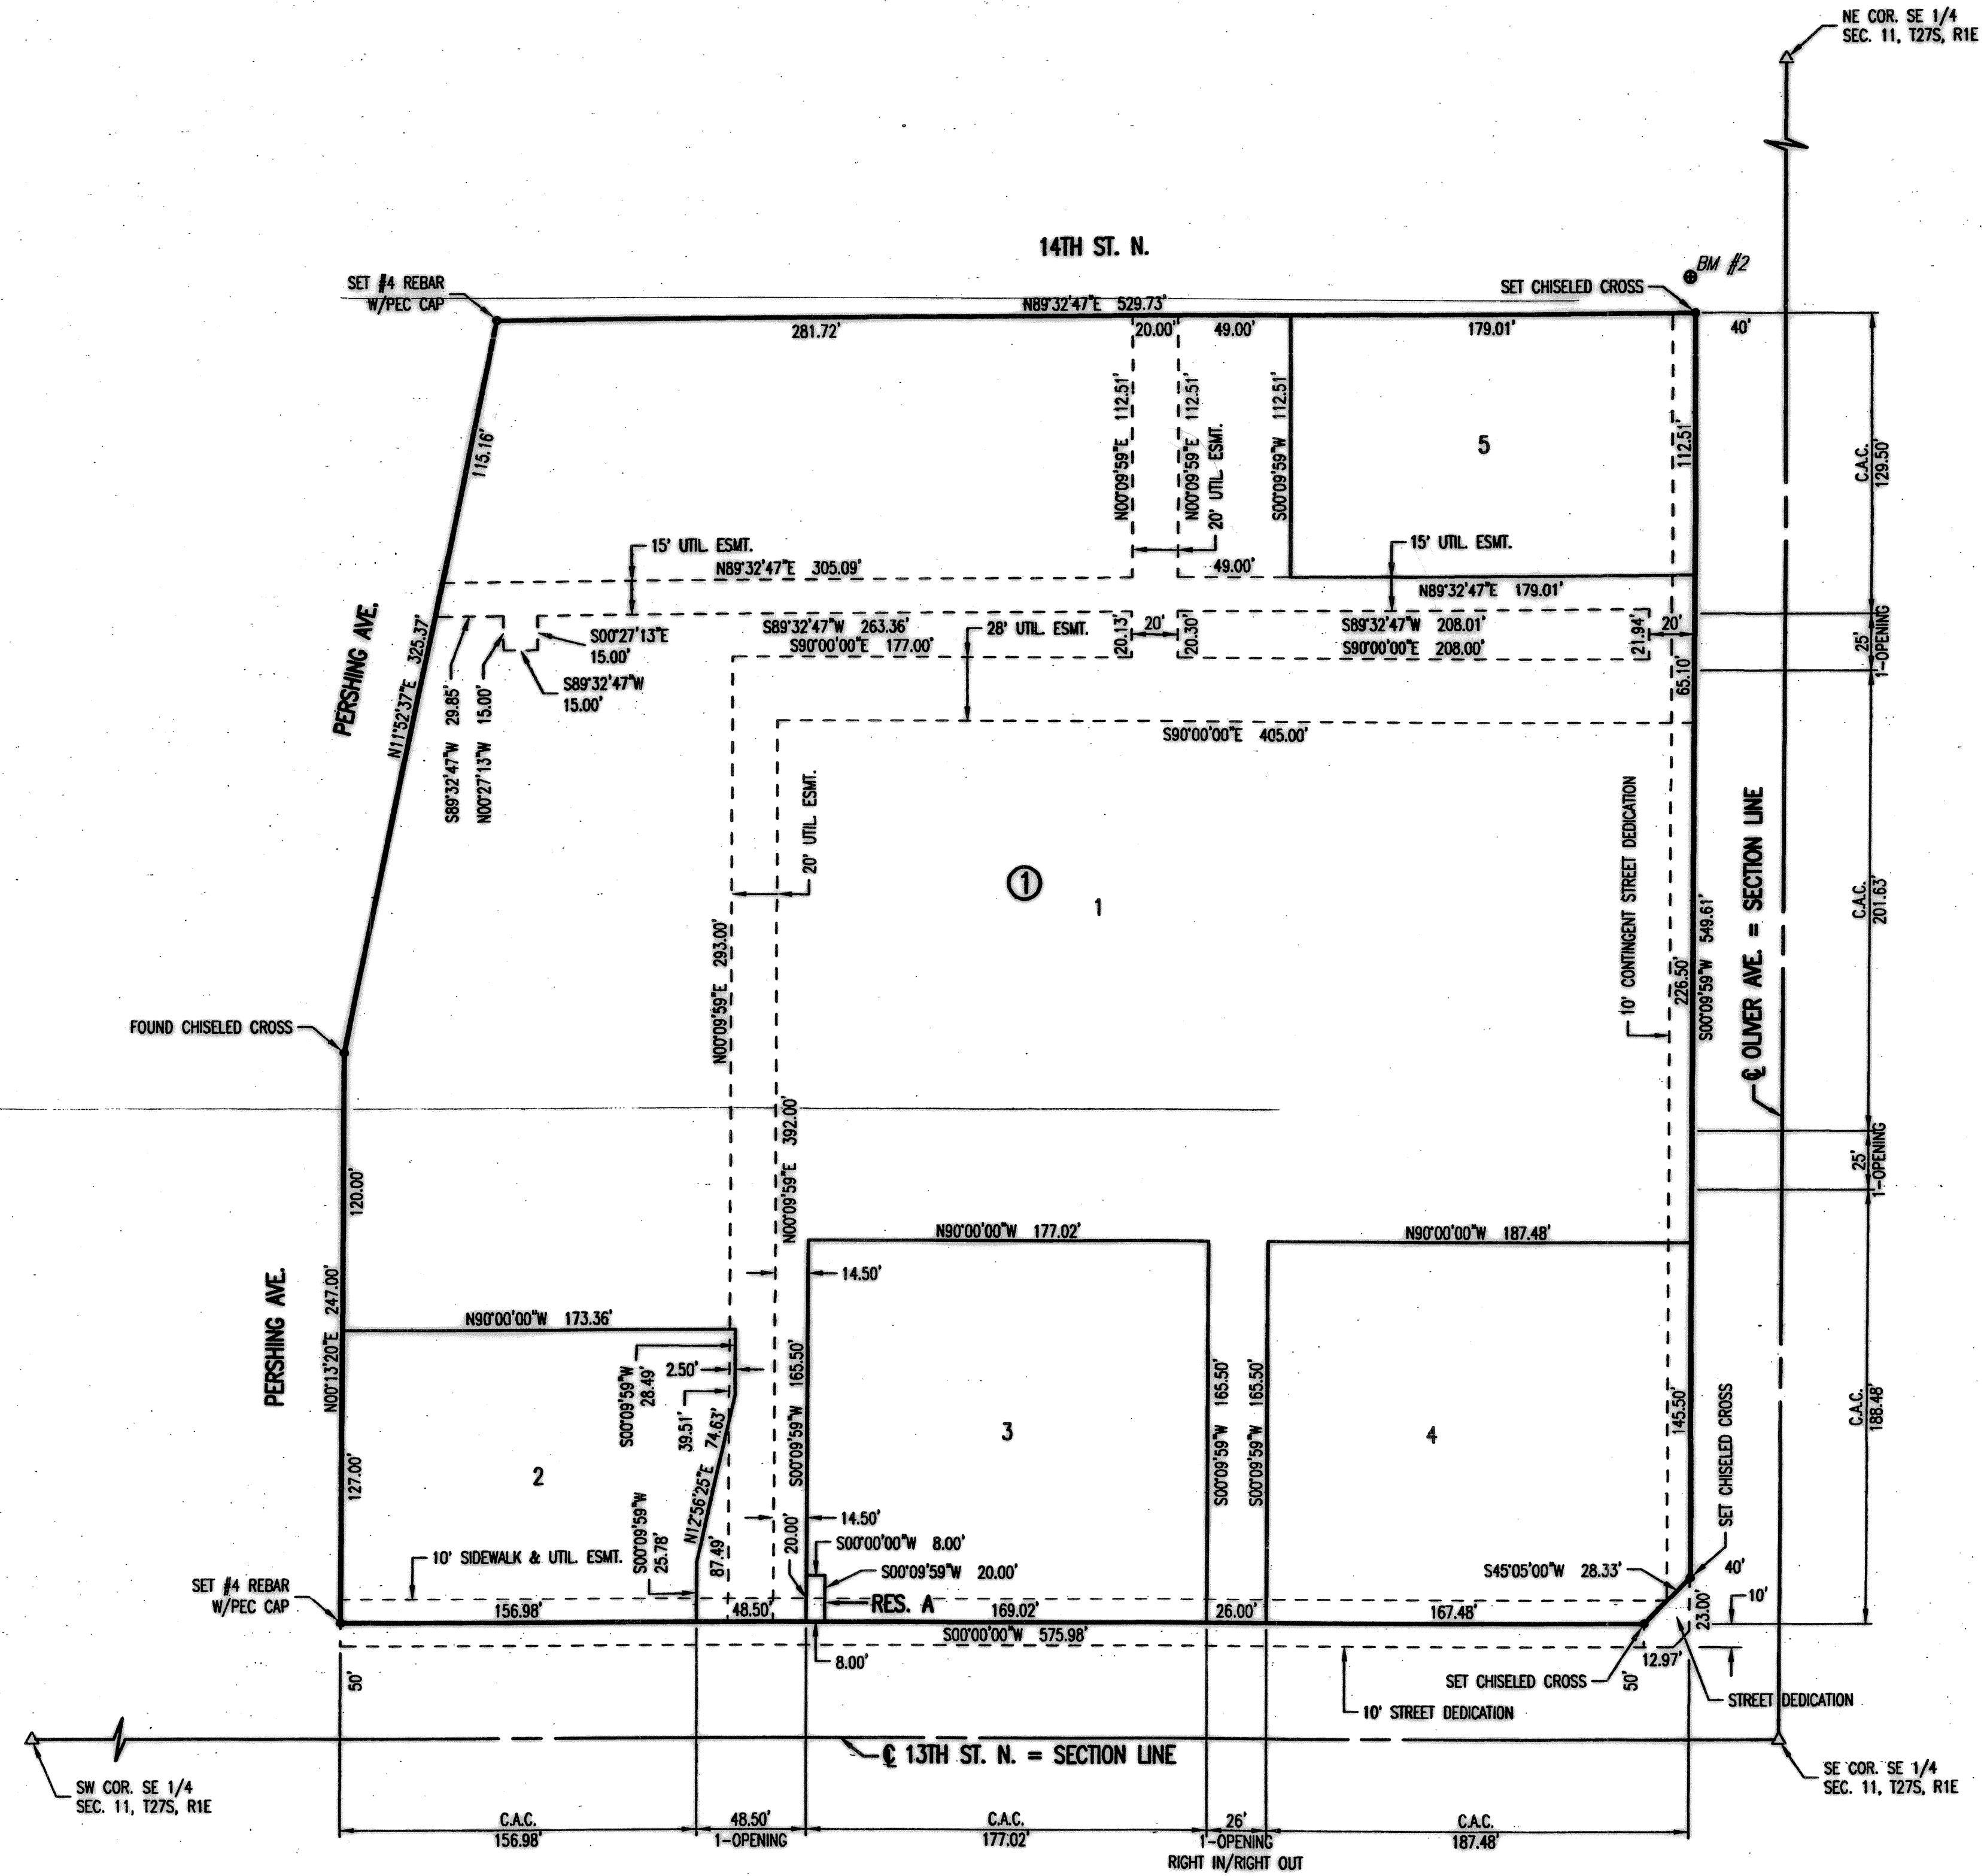 NE COR. SE 1/4
SEC. 11, T27S, R1E
14TH ST. N.
BM #2
SET #4 REBAR
W/PEC CAP
SET CHISELED CROSS
N89°32'47"E 529.73'
281.72'
20.00'
49.00'
179.01'
40'
115.16'
N00°09'59"E 112.51'
N00°09'59"E 112.51'
20' UTIL. ESMT.
S00°09'59"W 112.51'
5
112.51'
C.A.C.
129.50'
15' UTIL. ESMT.
N89°32'47"E 305.09'
49.00'
15' UTIL. ESMT.
N89°32'47"E 179.01'
PERSHING AVE.
N11°52'37"E 325.37'
S89°32'47"W 29.85'
N00°27'13"W 15.00'
S00°27'13"E
15.00'
S89°32'47"W
15.00'
S89°32'47"W 263.36'
S90°00'00"E 177.00'
28' UTIL. ESMT.
20.13'
20'
20.30'
S89°32'47"W 208.01'
S90°00'00"E 208.00'
21.94'
20'
65.10'
25'
1-OPENING
S90°00'00"E 405.00'
20' UTIL. ESMT.
1
1
10' CONTINGENT STREET DEDICATION
℄ OLIVER AVE. = SECTION LINE
C.A.C.
201.63'
N00°09'59"E 293.00'
226.50'
S00°09'59"W 549.61'
FOUND CHISELED CROSS
N00°09'59"E 392.00'
120.00'
25'
1-OPENING
N90°00'00"W 177.02'
N90°00'00"W 187.48'
14.50'
PERSHING AVE.
N00°13'20"E 247.00'
N90°00'00"W 173.36'
S00°09'59"W
28.49'
2.50'
39.51'
N12°56'25"E 74.63'
S00°09'59"W 165.50'
3
S00°09'59"W 165.50'
S00°09'59"W 165.50'
4
145.50'
SET CHISELED CROSS
C.A.C.
188.48'
127.00'
2
S00°09'59"W
25.78'
87.49'
14.50'
20.00'
S00°00'00"W 8.00'
S00°09'59"W 20.00'
RES. A
10' SIDEWALK & UTIL. ESMT.
SET #4 REBAR
W/PEC CAP
S45°05'00"W 28.33'
40'
10'
23.00'
156.98'
48.50'
169.02'
26.00'
167.48'
S00°00'00"W 575.98'
8.00'
50'
12.97'
50'
SET CHISELED CROSS
10' STREET DEDICATION
STREET DEDICATION
℄ 13TH ST. N. = SECTION LINE
SW COR. SE 1/4
SEC. 11, T27S, R1E
SE COR. SE 1/4
SEC. 11, T27S, R1E
C.A.C.
156.98'
48.50'
1-OPENING
C.A.C.
177.02'
26'
1-OPENING
RIGHT IN/RIGHT OUT
C.A.C.
187.48'